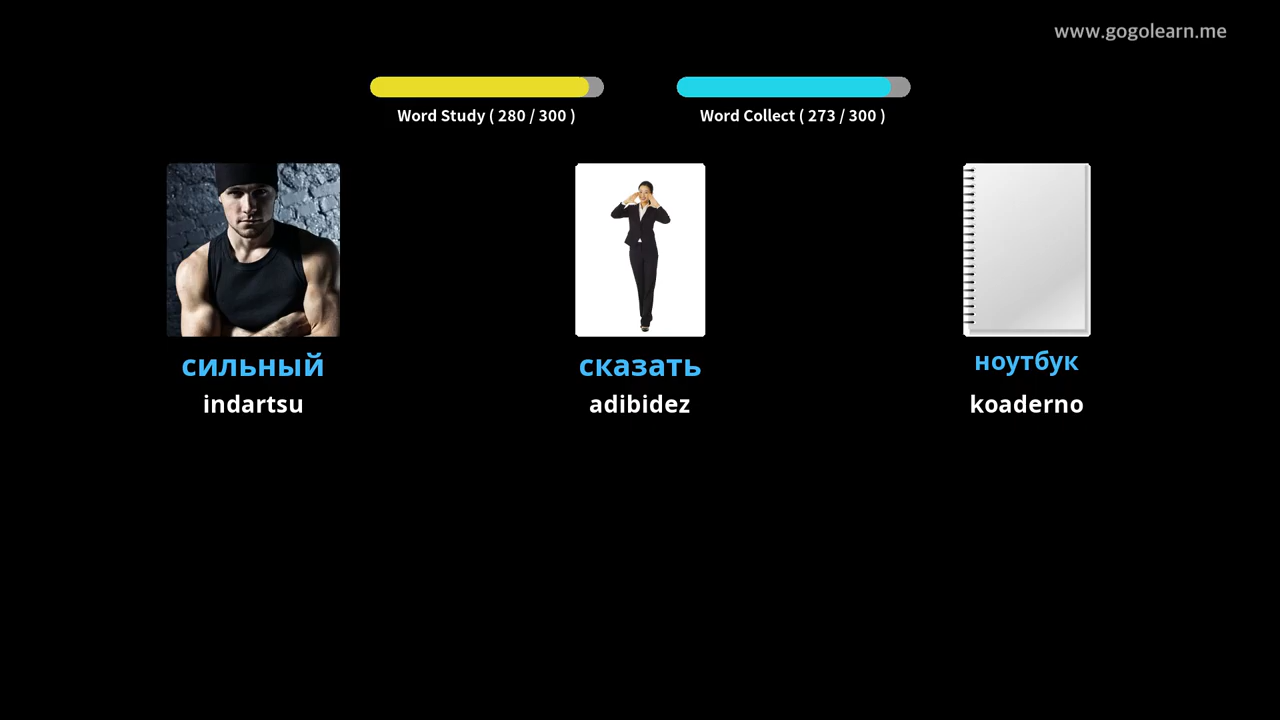 www.gogolearn.me
Word Study ( 280 / 300 )
Word Collect ( 273 / 300 )
сильный
indartsu
сказать
adibidez
ноутбук
koaderno